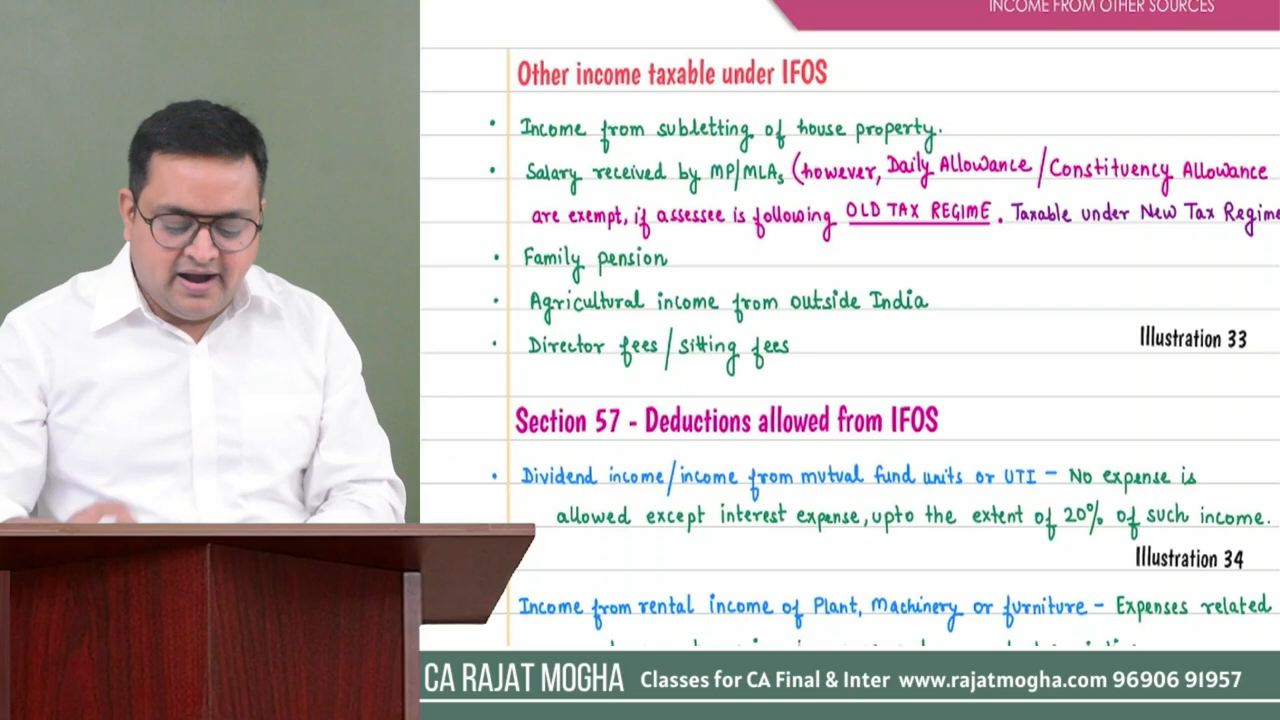 INCOME FROM OTHER SOURCES
Other income taxable under IFOS
• Income from subletting of house property.
• Salary received by MP/MLAs (however, Daily Allowance / Constituency Allowance
are exempt, if assessee is following OLD TAX REGIME. Taxable under New Tax Regime
• Family pension
• Agricultural income from outside India
• Director fees / sitting fees
Illustration 33
Section 57 - Deductions allowed from IFOS
• Dividend income/income from mutual fund units or UTI – No expense is
allowed except interest expense, upto the extent of 20% of such income.
Illustration 34
Income from rental income of Plant, Machinery or furniture – Expenses related
CA RAJAT MOGHA Classes for CA Final & Inter www.rajatmogha.com 96906 91957